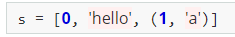 s = [0, 'hello', (1, 'a')]